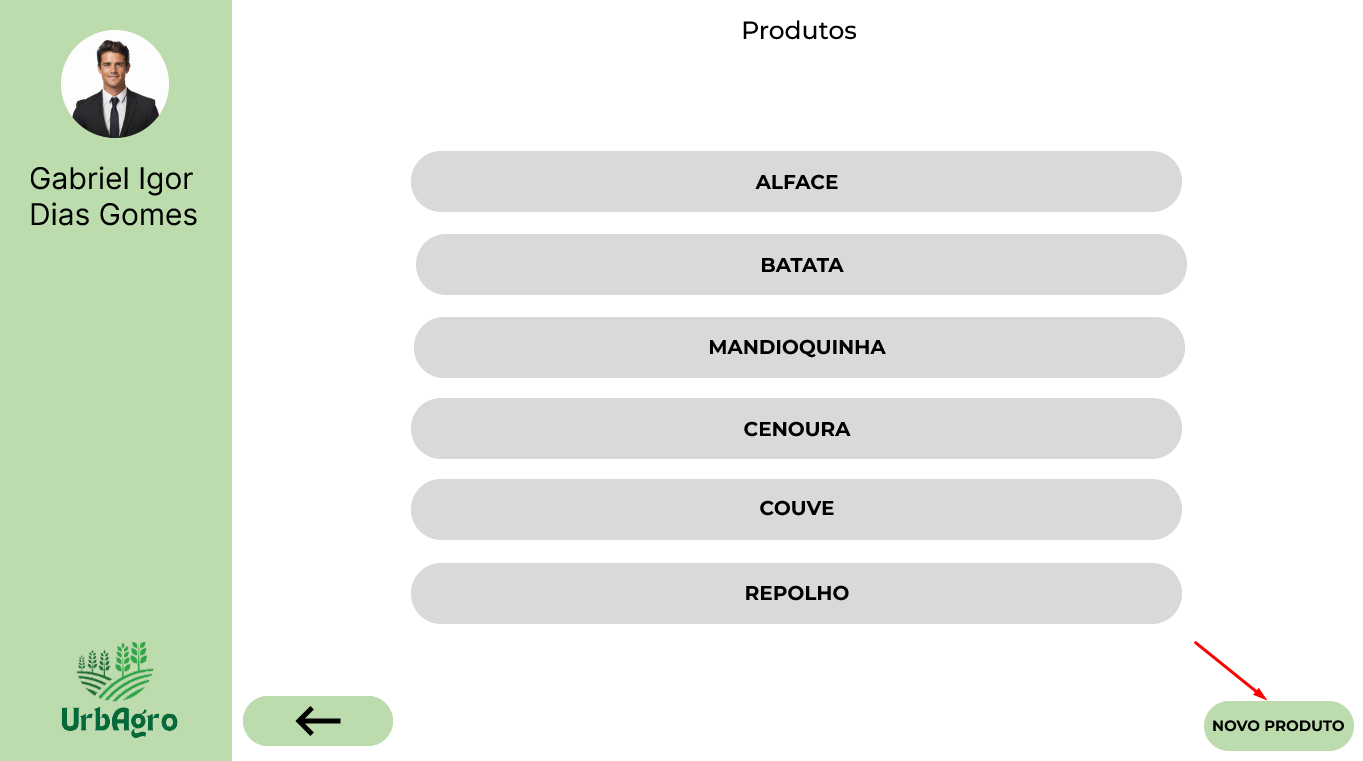 Produtos
Gabriel Igor
Dias Gomes
ALFACE
BATATA
MANDIOQUINHA
CENOURA
COUVE
REPOLHO
UrbAgro
NOVO PRODUTO